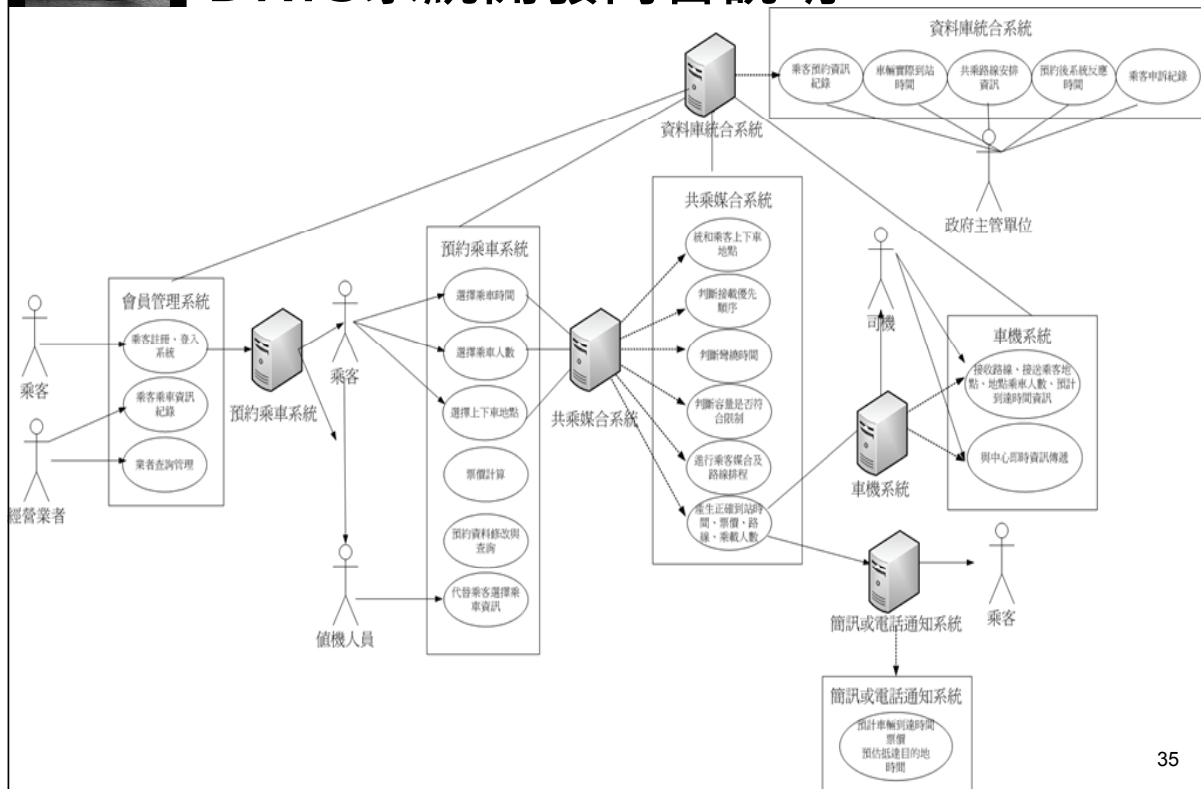 資料庫統合系統
乘客預約資訊
紀錄
車輛實際到站
時間
共乘路線安排
資訊
預約後系統反應
時間
乘客申訴紀錄
資料庫統合系統
政府主管單位
共乘媒合系統
統和乘客上下車
地點
判斷接載優先
順序
判斷彎繞時間
判斷容量是否符
合限制
進行乘客媒合及
路線排程
產生正確到站時
間、票價、路
線、乘載人數
預約乘車系統
選擇乘車時間
選擇乘車人數
選擇上下車地點
票價計算
預約資料修改與
查詢
代替乘客選擇乘
車資訊
會員管理系統
乘客註冊、登入
系統
乘客乘車資訊
紀錄
業者查詢管理
乘客
經營業者
預約乘車系統
乘客
值機人員
共乘媒合系統
司機
車機系統
接收路線、接送乘客地
點、地點乘車人數、預計
到達時間資訊
與中心即時資訊傳遞
車機系統
簡訊或電話通知系統
乘客
簡訊或電話通知系統
預計車輛到達時間
票價
預估抵達目的地
時間
35